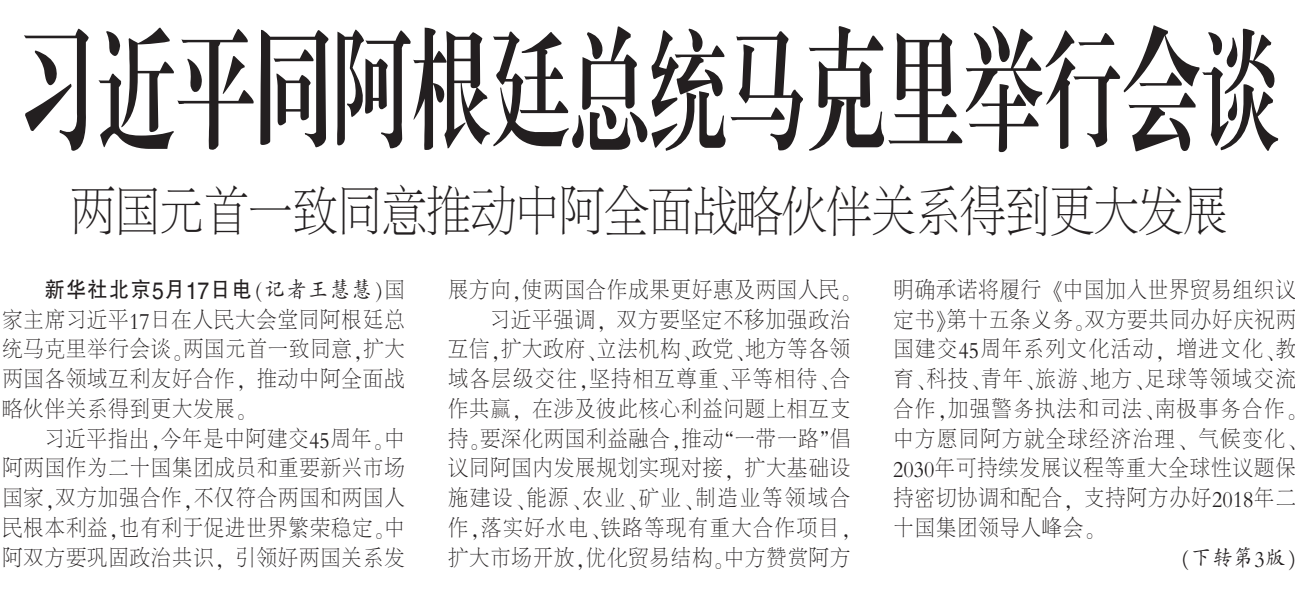 习近平同阿根廷总统马克里举行会谈
两国元首一致同意推动中阿全面战略伙伴关系得到更大发展
新华社北京5月17日电(记者王慧慧)国
家主席习近平17日在人民大会堂同阿根廷总
统马克里举行会谈。两国元首一致同意,扩大
两国各领域互利友好合作，推动中阿全面战
略伙伴关系得到更大发展。
习近平指出,今年是中阿建交45周年。中
阿两国作为二十国集团成员和重要新兴市场
国家,双方加强合作,不仅符合两国和两国人
民根本利益,也有利于促进世界繁荣稳定。中
阿双方要巩固政治共识，引领好两国关系发
展方向,使两国合作成果更好惠及两国人民。
习近平强调，双方要坚定不移加强政治
互信,扩大政府、立法机构、政党、地方等各领
域各层级交往,坚持相互尊重、平等相待、合
作共赢，在涉及彼此核心利益问题上相互支
持。要深化两国利益融合,推动“一带一路”倡
议同阿国内发展规划实现对接，扩大基础设
施建设、能源、农业、矿业、制造业等领域合
作,落实好水电、铁路等现有重大合作项目,
扩大市场开放,优化贸易结构。中方赞赏阿方
明确承诺将履行《中国加入世界贸易组织议
定书》第十五条义务。双方要共同办好庆祝两
国建交45周年系列文化活动，增进文化、教
育、科技、青年、旅游、地方、足球等领域交流
合作,加强警务执法和司法、南极事务合作。
中方愿同阿方就全球经济治理、气候变化、
2030年可持续发展议程等重大全球性议题保
持密切协调和配合，支持阿方办好2018年二
十国集团领导人峰会。
(下转第3版)